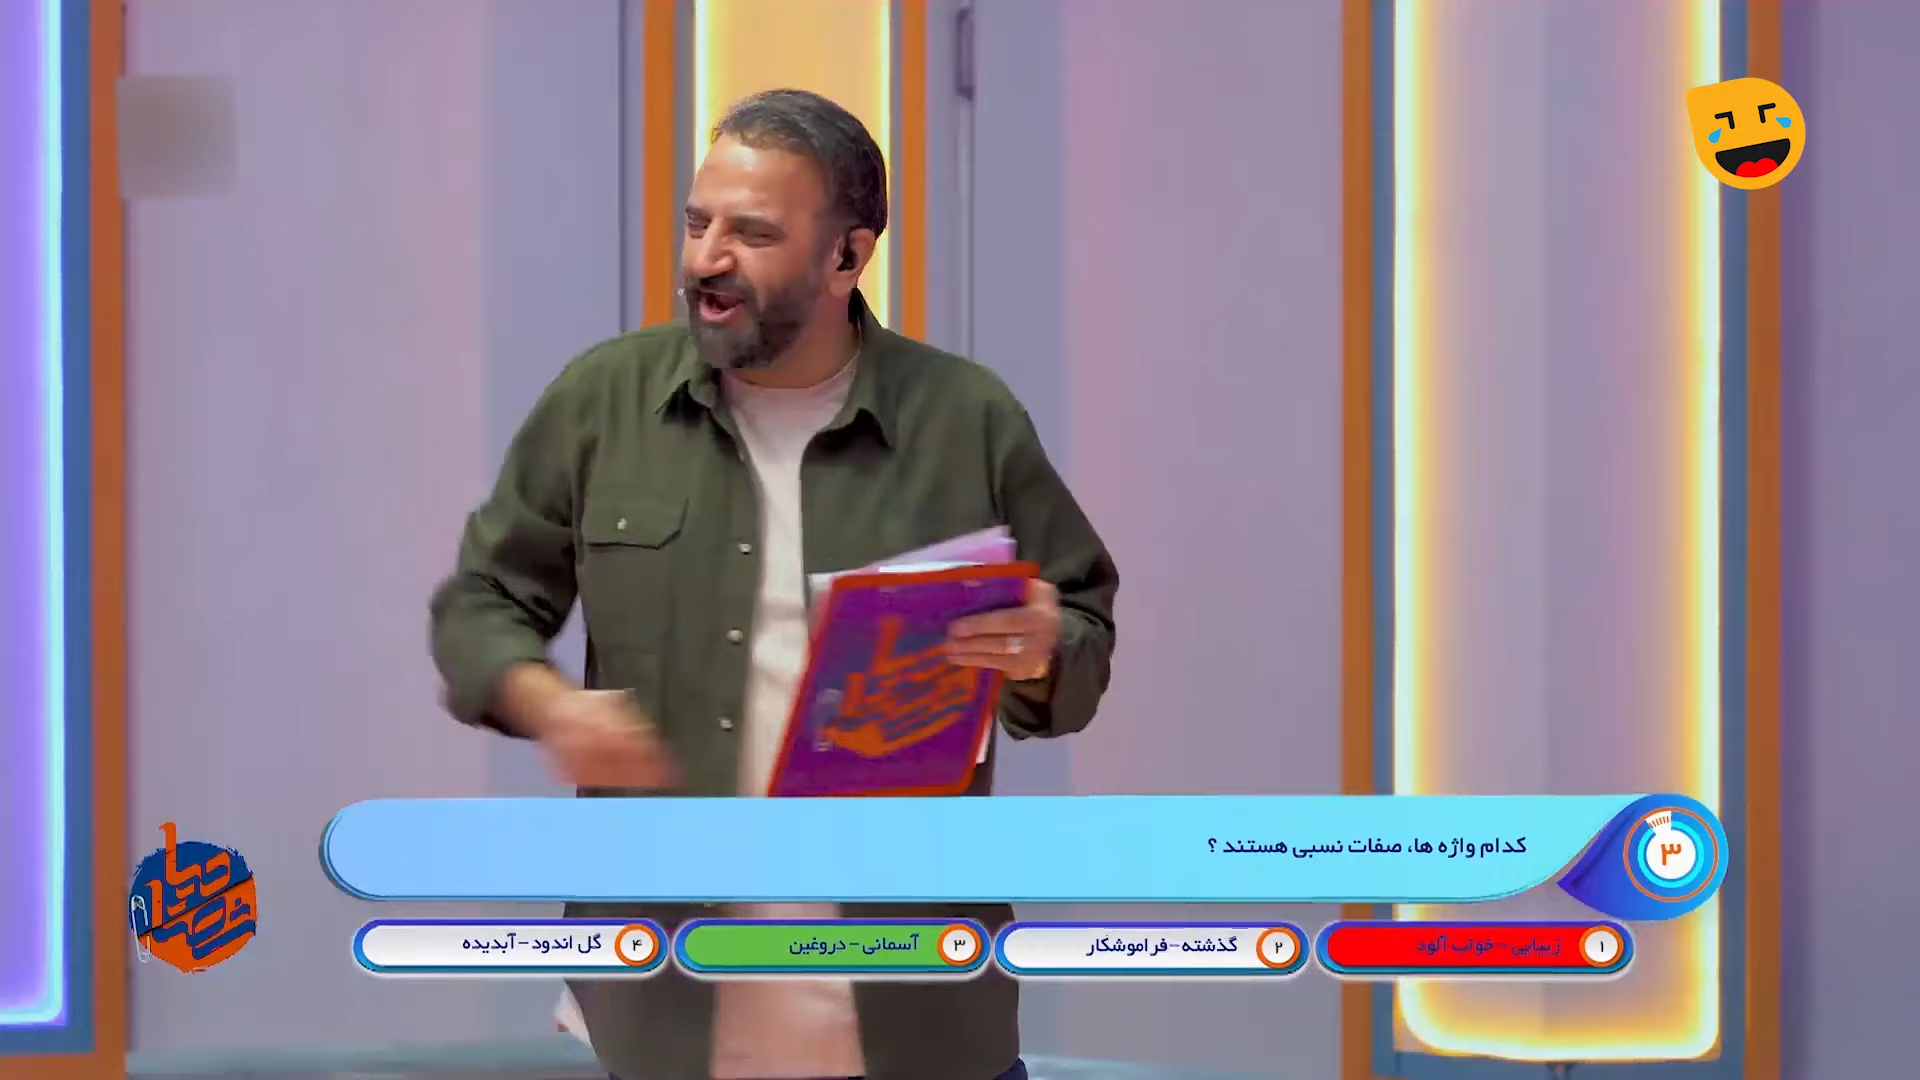 کدام واژه ها، صفات نسبی هستند ؟
۳
۱ زیبایی-خواب آلود
۲ گذشته-فراموشکار
۳ آسمانی-دروغین
۴ گل اندود-آبدیده